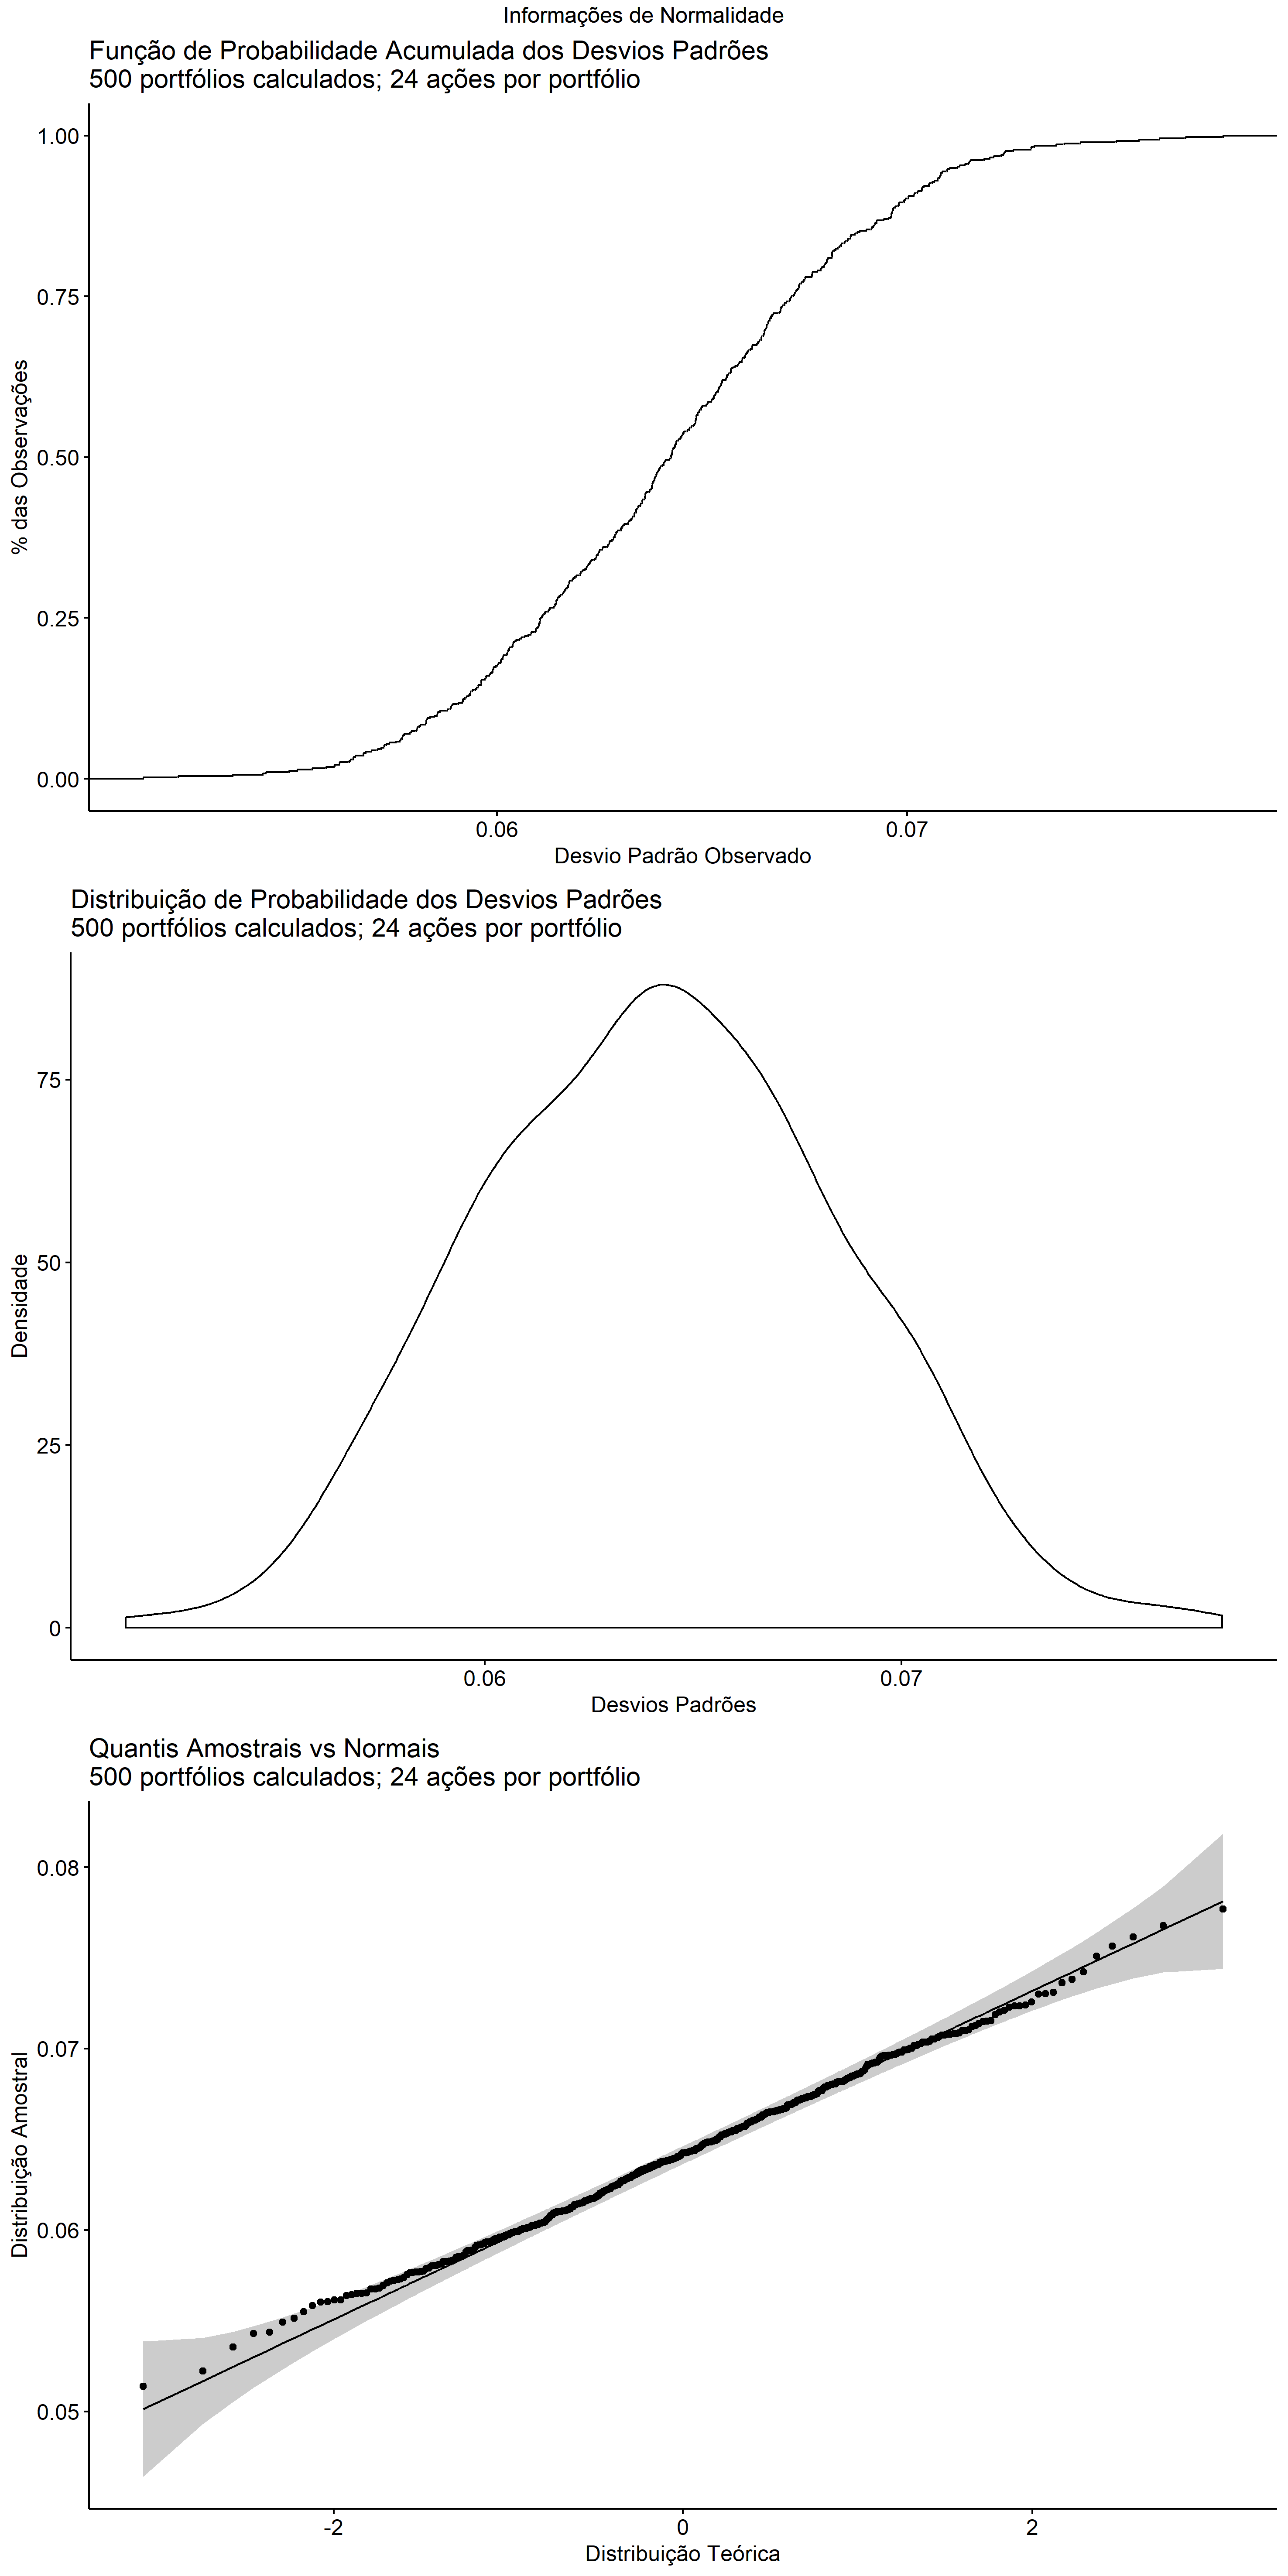 Informações de Normalidade
Função de Probabilidade Acumulada dos Desvios Padrões
500 portfólios calculados; 24 ações por portfólio
1.00
0.75
0.50
0.25
0.00
% das Observações
0.06
0.07
Desvio Padrão Observado
Distribuição de Probabilidade dos Desvios Padrões
500 portfólios calculados; 24 ações por portfólio
75
50
25
0
Densidade
0.06
0.07
Desvios Padrões
Quantis Amostrais vs Normais
500 portfólios calculados; 24 ações por portfólio
0.08
0.07
0.06
0.05
Distribuição Amostral
-2
0
2
Distribuição Teórica